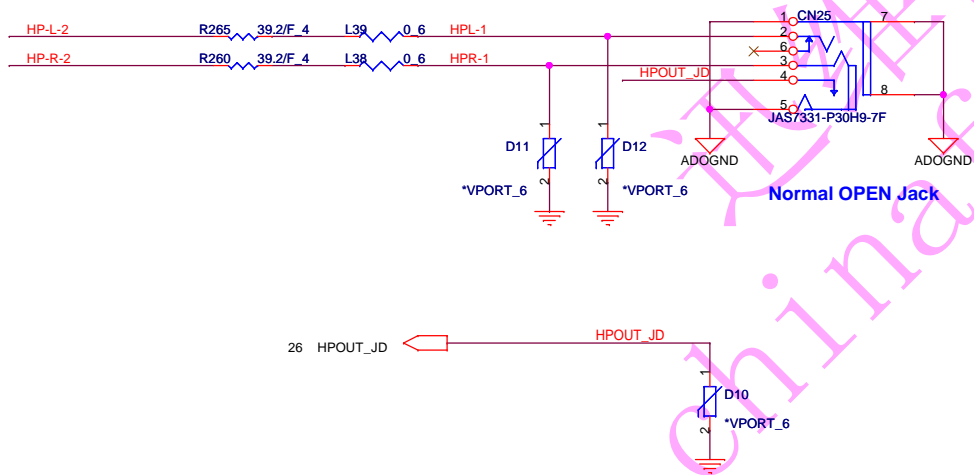 HP-L-2 R265 39.2/F_4 L39 0_6 HPL-1
HP-R-2 R260 39.2/F_4 L38 0_6 HPR-1
HPOUT_JD
1 CN25 7
2
6
3
4
8
5
JAS7331-P30H9-7F
1 1
D11 D12
2 2
*VPORT_6 *VPORT_6
ADOGND ADOGND
Normal OPEN Jack
26 HPOUT_JD HPOUT_JD
1
D10
*VPORT_6
2
chinaf